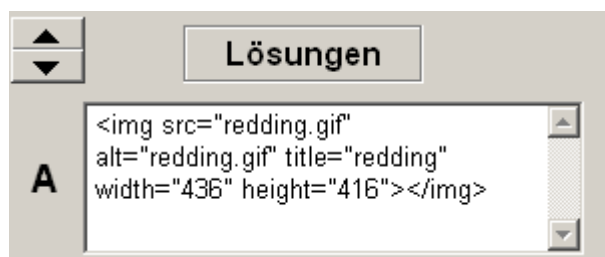 Lösungen
<img src="redding.gif"
alt="redding.gif" title="redding"
A
width="436" height="416"></img>